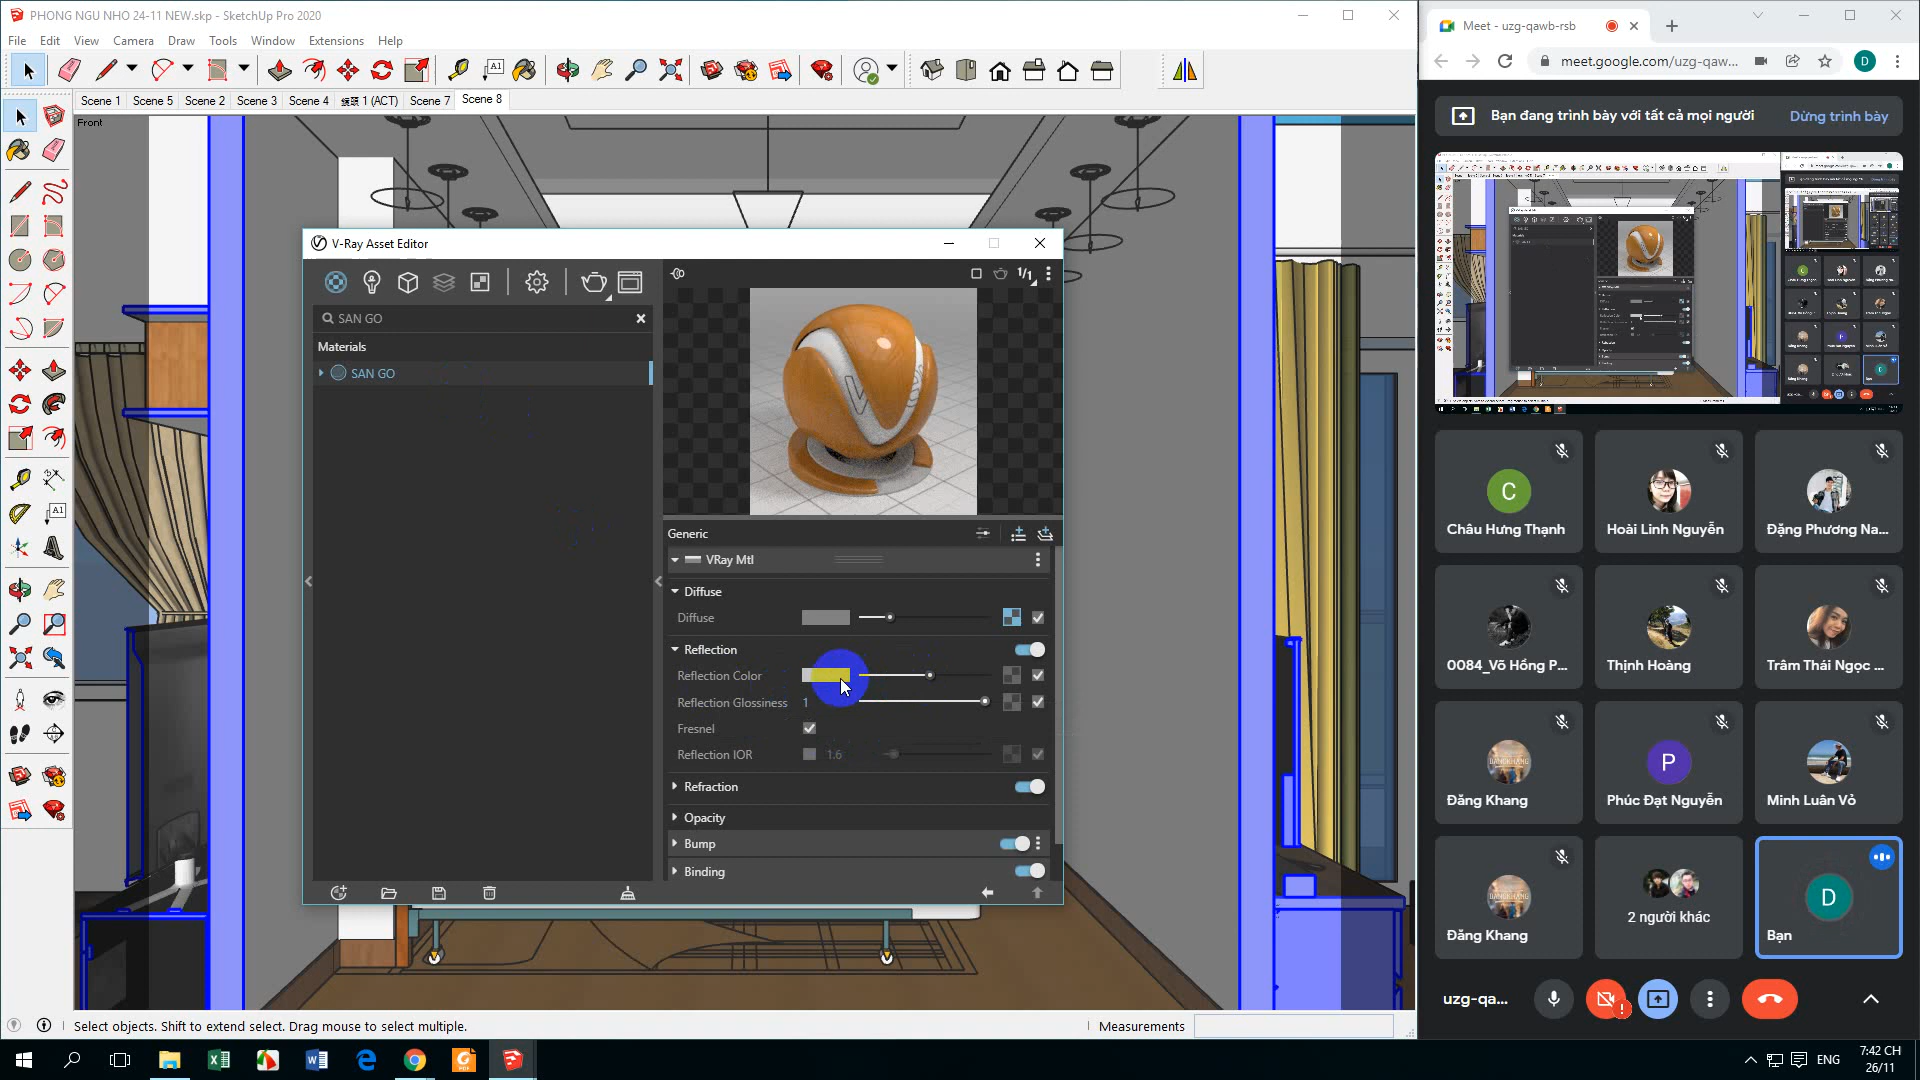 PHONG NGU NHO 24-11 NEW.skp - SketchUp Pro 2020
File Edit View Camera Draw Tools Window Extensions Help
Scene 1 Scene 5 Scene 2 Scene 3 Scene 4 1 (ACT) Scene 7 Scene 8
Front
V-Ray Asset Editor
SAN GO
Materials
SAN GO
1/1
Generic
VRay Mtl
Diffuse
Diffuse
Reflection
Reflection Color
Reflection Glossiness 1
Fresnel
Reflection IOR 1.6
Refraction
Opacity
Bump
Binding
Select objects. Shift to extend select. Drag mouse to select multiple.
Measurements
Meet - uzg-qawb-rsb
meet.google.com/uzg-qaw...
D
Bạn đang trình bày với tất cả mọi người
Dừng trình bày
C
Châu Hưng Thạnh
Hoài Linh Nguyễn
Đặng Phương Na...
0084_Võ Hồng P...
Thịnh Hoàng
Trâm Thái Ngọc ...
Đăng Khang
P
Phúc Đạt Nguyễn
Minh Luân Vỏ
Đăng Khang
2 người khác
D
Bạn
uzg-qa...
ENG
7:42 CH
26/11